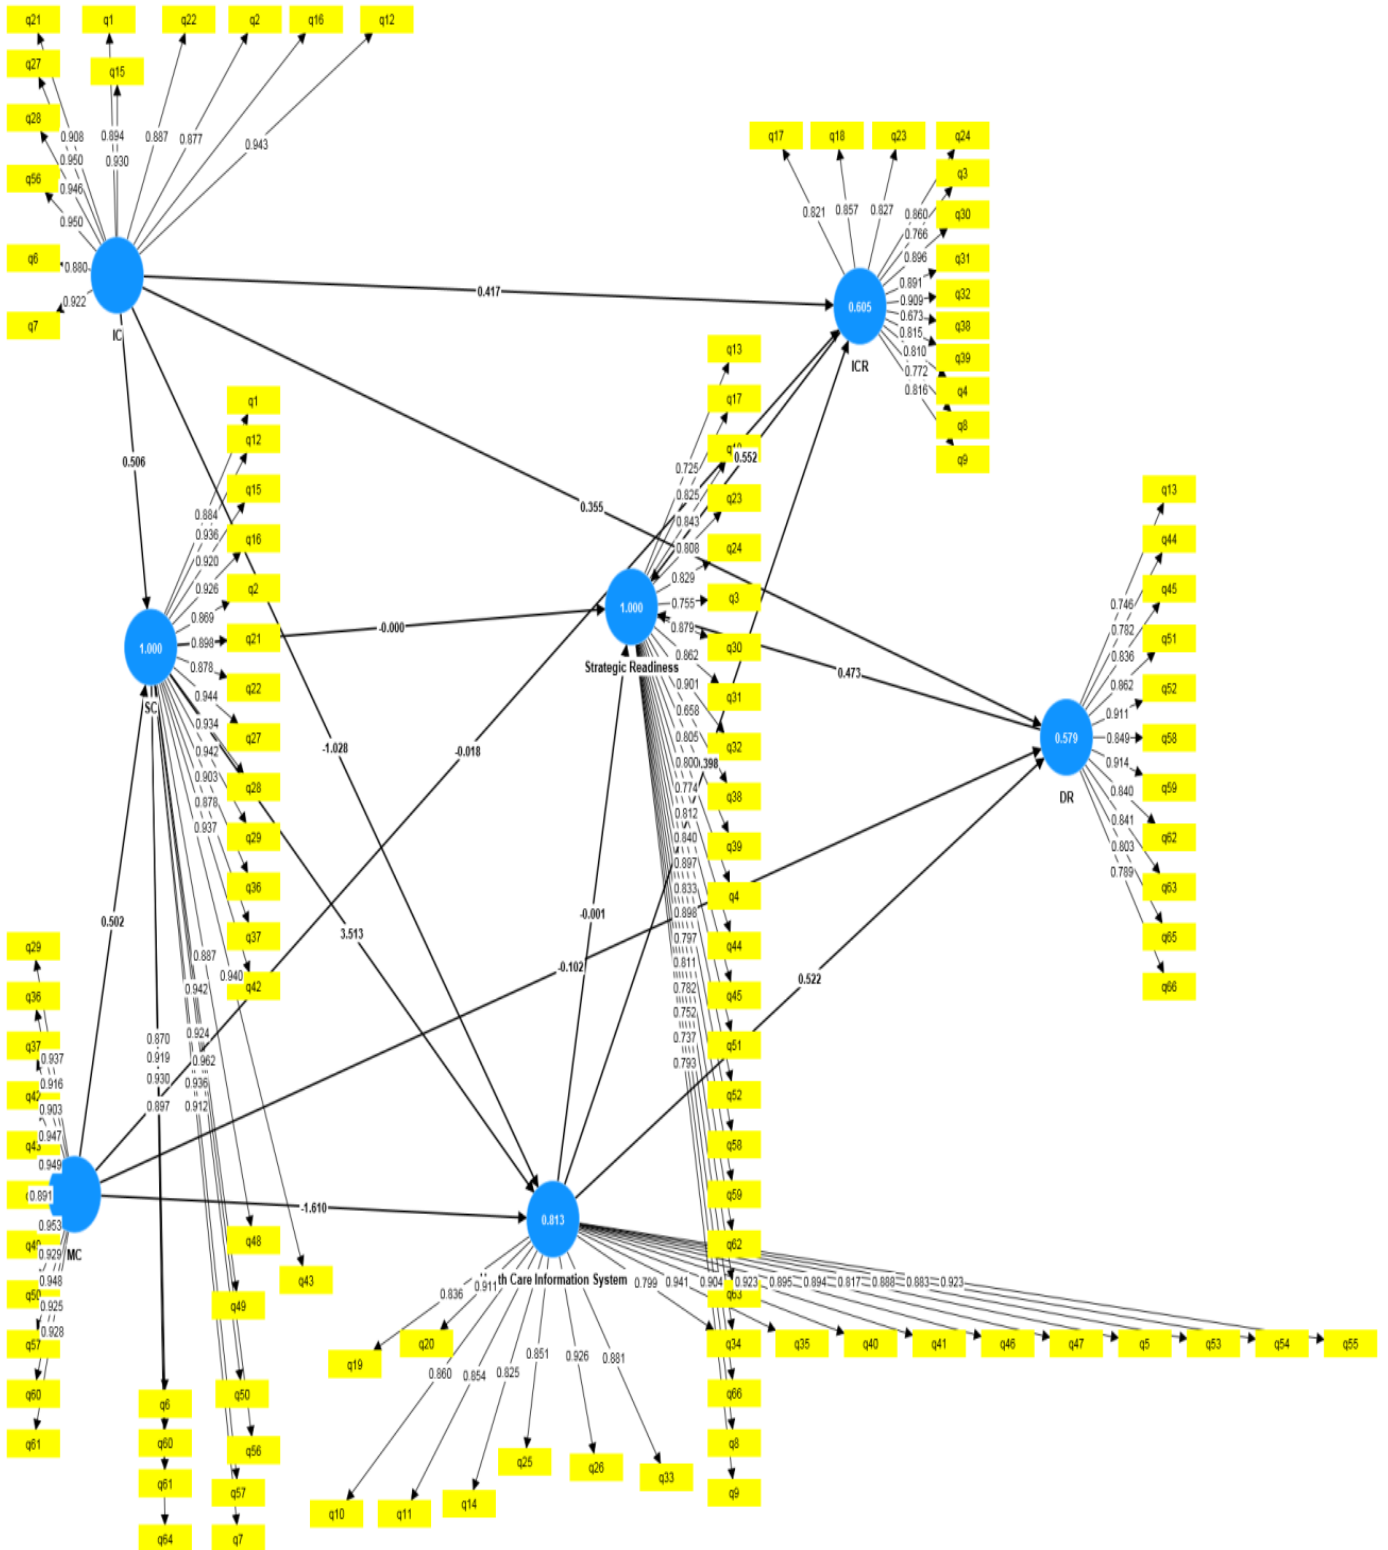 q21
q1
q22
q2
q16
q12
q27
q15
q28
q56
q6
q7
0.908
0.894
0.887
0.877
0.943
0.950
0.930
0.946
0.950
0.880
0.922
IC
q17
q18
q23
q24
q3
q30
q31
q32
q38
q39
q4
q8
q9
0.821
0.857
0.827
0.860
0.766
0.896
0.891
0.909
0.673
0.815
0.810
0.772
0.816
0.605
ICR
0.417
0.506
0.355
0.552
q1
q12
q15
q16
q2
q21
q22
q27
q28
q29
q36
q37
q42
0.884
0.936
0.920
0.926
0.869
0.898
0.878
0.944
0.934
0.942
0.903
0.878
0.937
0.887
0.940
0.942
0.924
0.962
0.936
0.912
0.870
0.919
0.930
0.897
1.000
SC
q48
q43
q49
q50
q56
q57
q7
q6
q60
q61
q64
-0.000
-1.028
-0.018
3.513
0.502
q13
q17
q23
q24
q3
q30
q31
q32
q38
q39
q4
q44
q45
q51
q52
q58
q59
q62
q63
q34
q66
q8
q9
0.725
0.825
0.843
0.808
0.829
0.755
0.879
0.862
0.901
0.658
0.805
0.800
0.774
0.812
0.840
0.897
0.833
0.898
0.797
0.811
0.782
0.752
0.737
0.793
1.000
Strategic Readiness
0.473
-0.001
-0.102
0.522
q13
q44
q45
q51
q52
q58
q59
q62
q63
q65
q66
0.746
0.782
0.836
0.862
0.911
0.849
0.914
0.840
0.841
0.803
0.789
0.579
DR
q29
q36
q37
q60
q61
q57
0.937
0.916
0.903
0.947
0.949
0.891
0.953
0.929
0.948
0.925
0.928
MC
-1.610
0.813
Care Information System
0.836
0.911
0.860
0.854
0.825
0.851
0.926
0.881
0.799
0.941
0.904
0.923
0.895
0.894
0.817
0.888
0.883
0.923
q19
q20
q10
q11
q14
q25
q26
q33
q35
q40
q41
q46
q47
q5
q53
q54
q55